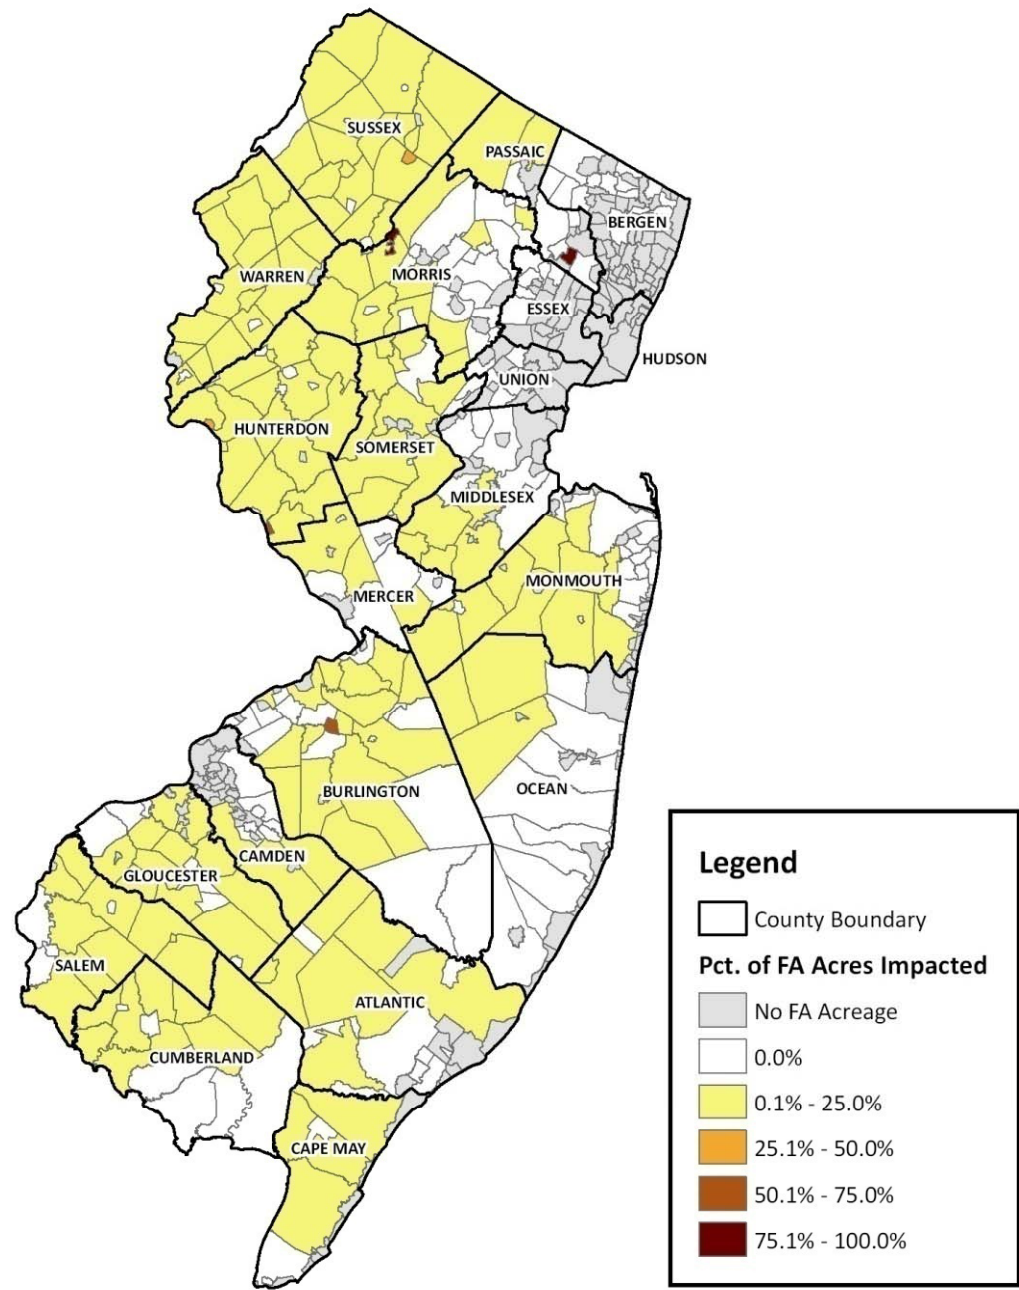 SUSSEX
PASSAIC
BERGEN
WARREN
MORRIS
ESSEX
HUDSON
UNION
HUNTERDON
SOMERSET
MIDDLESEX
MONMOUTH
MERCER
OCEAN
BURLINGTON
CAMDEN
GLOUCESTER
SALEM
ATLANTIC
CUMBERLAND
CAPE MAY
Legend
County Boundary
Pct. of FA Acres Impacted
No FA Acreage
0.0%
0.1% - 25.0%
25.1% - 50.0%
50.1% - 75.0%
75.1% - 100.0%